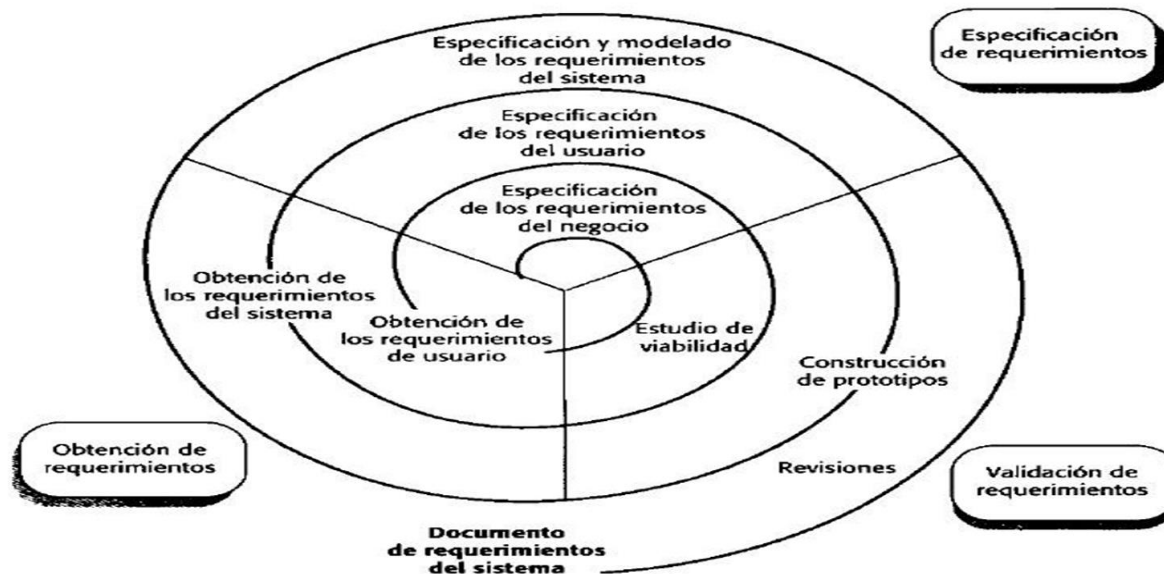 Especificación y modelado
de los requerimientos
del sistema
Especificación
de requerimientos
Especificación
de los requerimientos
del usuario
Especificación
de los requerimientos
del negocio
Obtención de
los requerimientos
del sistema
Obtención de
los requerimientos
de usuario
Estudio de
viabilidad
Construcción
de prototipos
Obtención de
requerimientos
Revisiones
Validación de
requerimientos
Documento
de requerimientos
del sistema